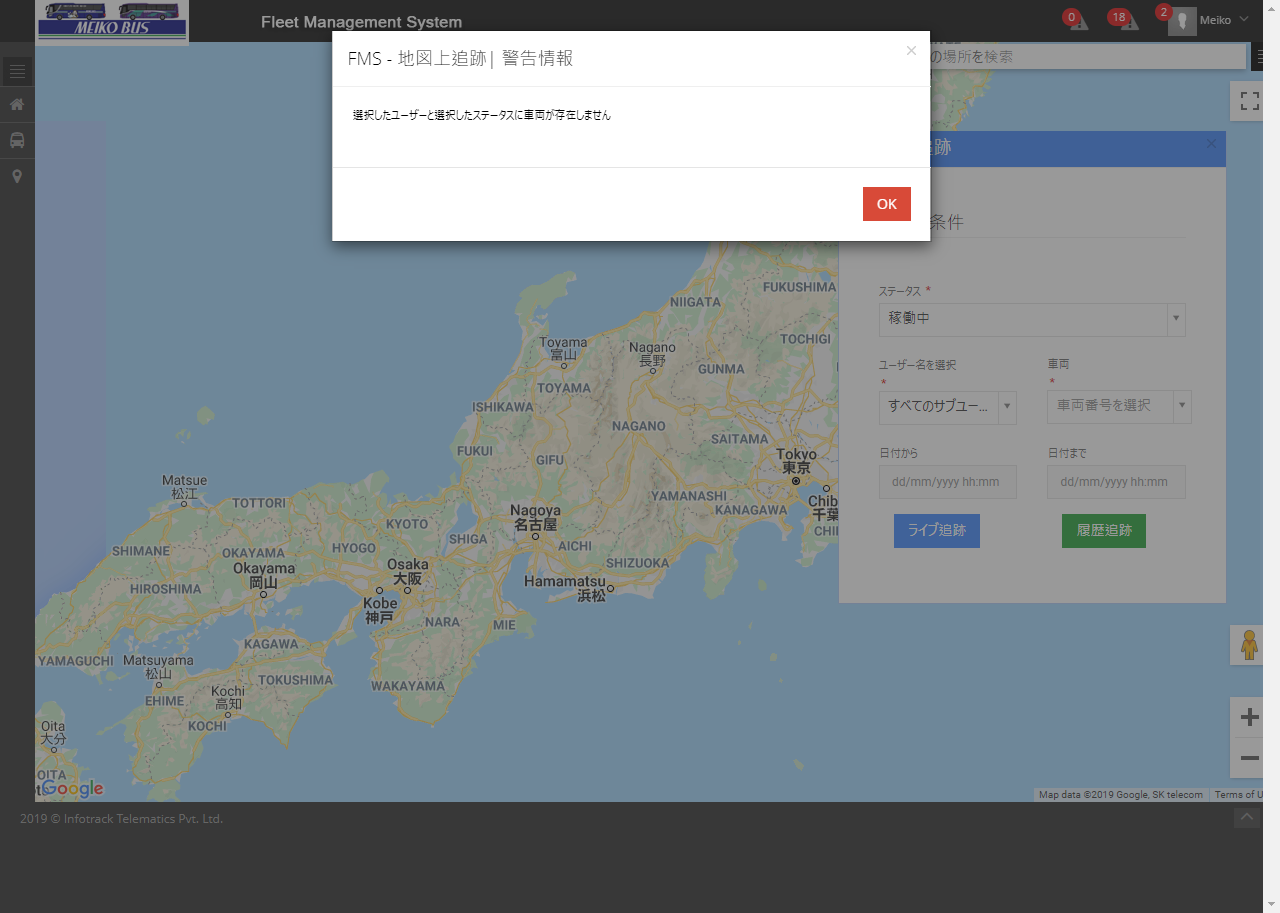 MEIKO BUS
Fleet Management System
0
18
2
Meiko
FMS - 地図上追跡| 警告情報
×
の場所を検索
選択したユーザーと選択したステータスに車両が存在しません
OK
跡
条件
ステータス *
稼働中
ユーザー名を選択
*
車両
*
すべてのサブユー...
車両番号を選択
日付から
日付まで
dd/mm/yyyy hh:mm
dd/mm/yyyy hh:mm
ライブ追跡
履歴追跡
FUKUSHIMA
NIIGATA
TOCHIGI
Toyama
富山
Nagano
長野
GUNMA
TOYAMA
ISHIKAWA
NAGANO
SAITAMA
FUKUI
GIFU
Tokyo
東京
Matsue
松江
TOTTORI
YAMANASHI
Chib
千葉
KANAGAWA
Nagoya
名古屋
KYOTO
SHIGA
AICHI
CHI
SHIMANE
OKAYAMA
HYOGO
SHIZUOKA
Okayama
岡山
Osaka
大阪
Hamamatsu
浜松
HIROSHIMA
Kobe
神戸
NARA
MIE
KAGAWA
YAMAGUCHI
Matsuyama
松山
TOKUSHIMA
WAKAYAMA
EHIME
Kochi
高知
KOCHI
Oita
大分
OITA
Google
Map data ©2019 Google, SK telecom
Terms of U
2019 © Infotrack Telematics Pvt. Ltd.